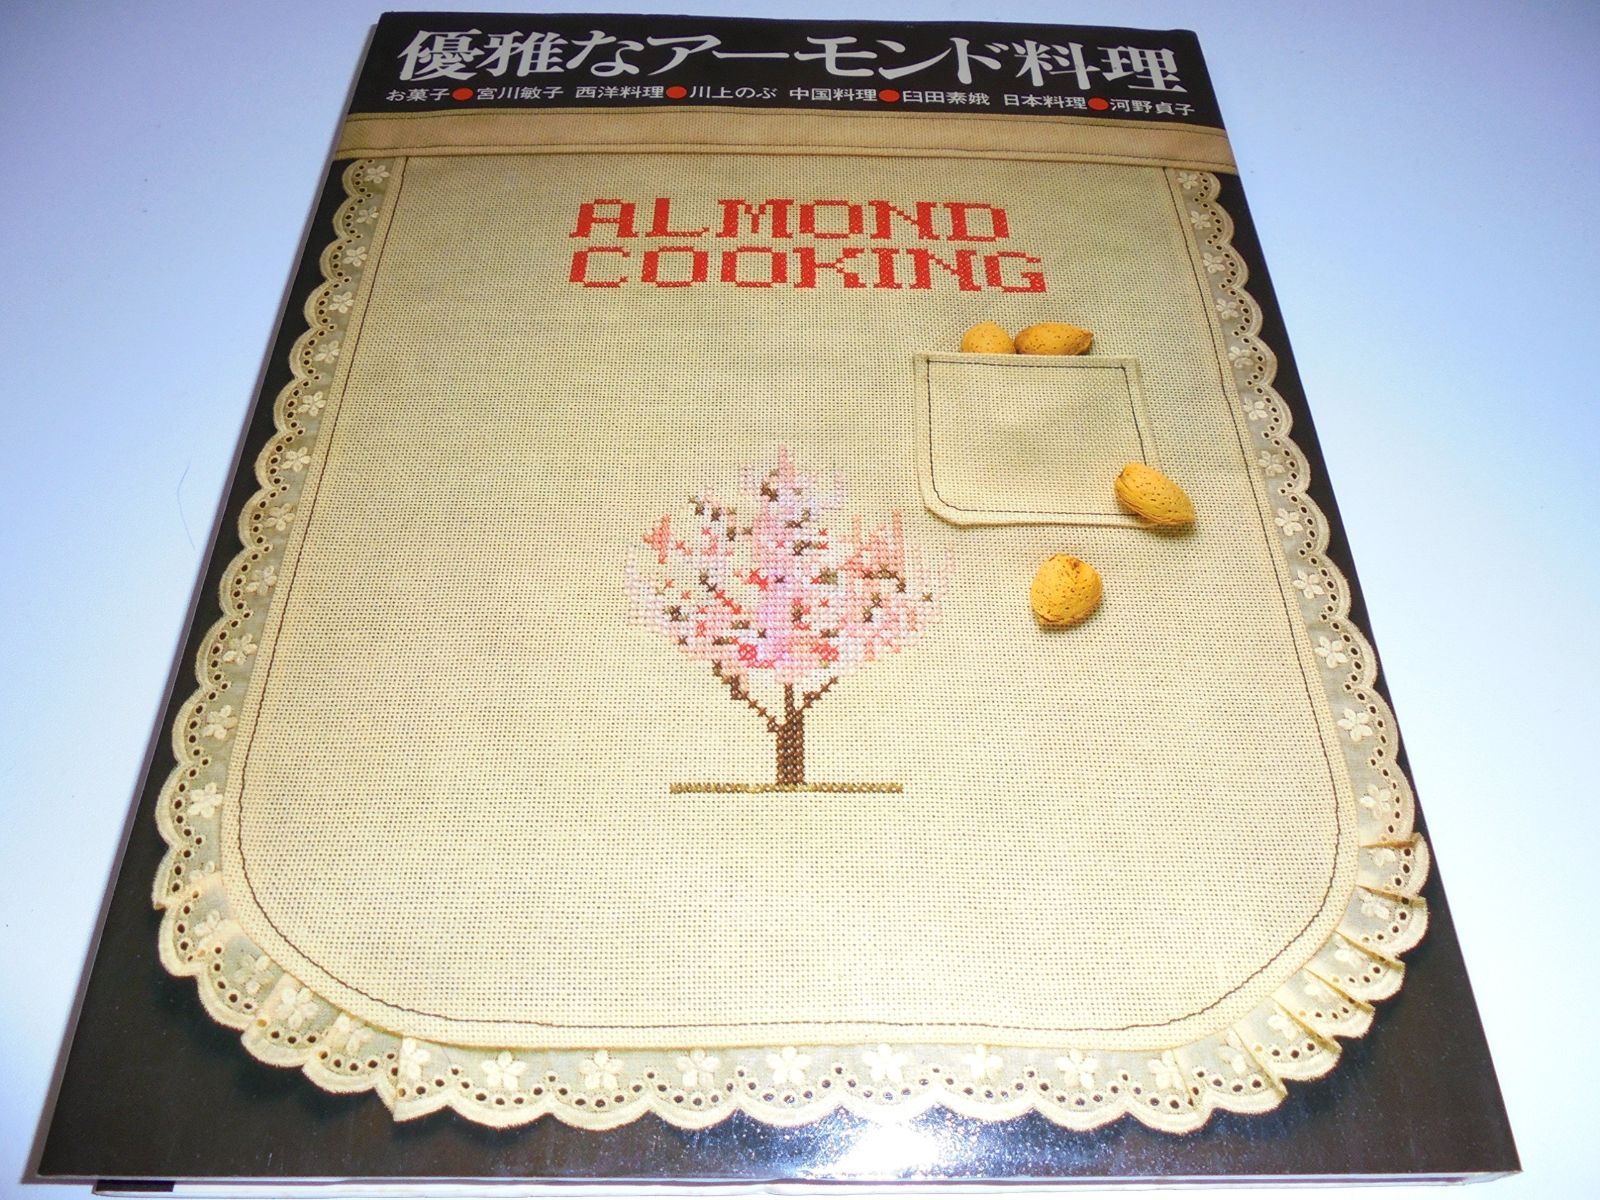 優雅なアーモンド料理
お菓子●宮川敏子 西洋料理●川上のぶ 中国料理●臼田素娥 日本料理●河野貞子
ALMOND
COOKING